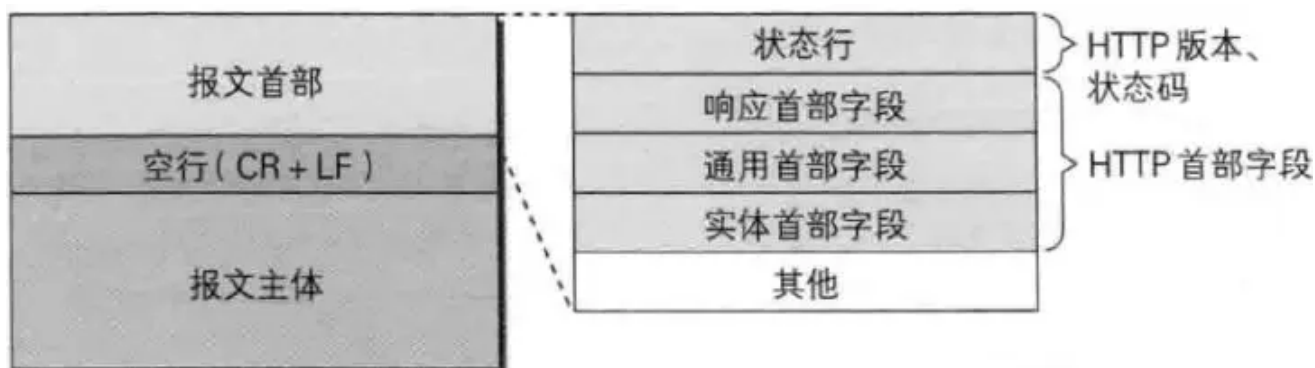 报文首部
空行(CR+LF)
报文主体
状态行
响应首部字段
通用首部字段
实体首部字段
其他
HTTP版本、
状态码
HTTP首部字段